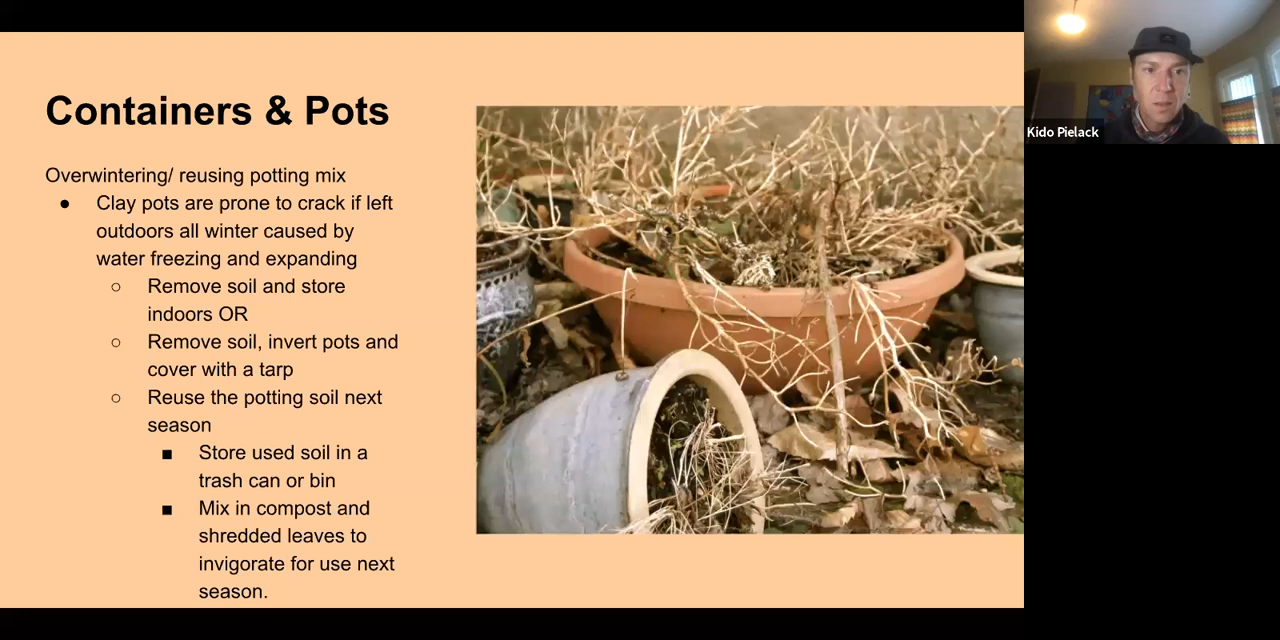 Containers & Pots
Overwintering/ reusing potting mix
● Clay pots are prone to crack if left
outdoors all winter caused by
water freezing and expanding
○ Remove soil and store
indoors OR
○ Remove soil, invert pots and
cover with a tarp
○ Reuse the potting soil next
season
■ Store used soil in a
trash can or bin
■ Mix in compost and
shredded leaves to
invigorate for use next
season.
Kido Pielack